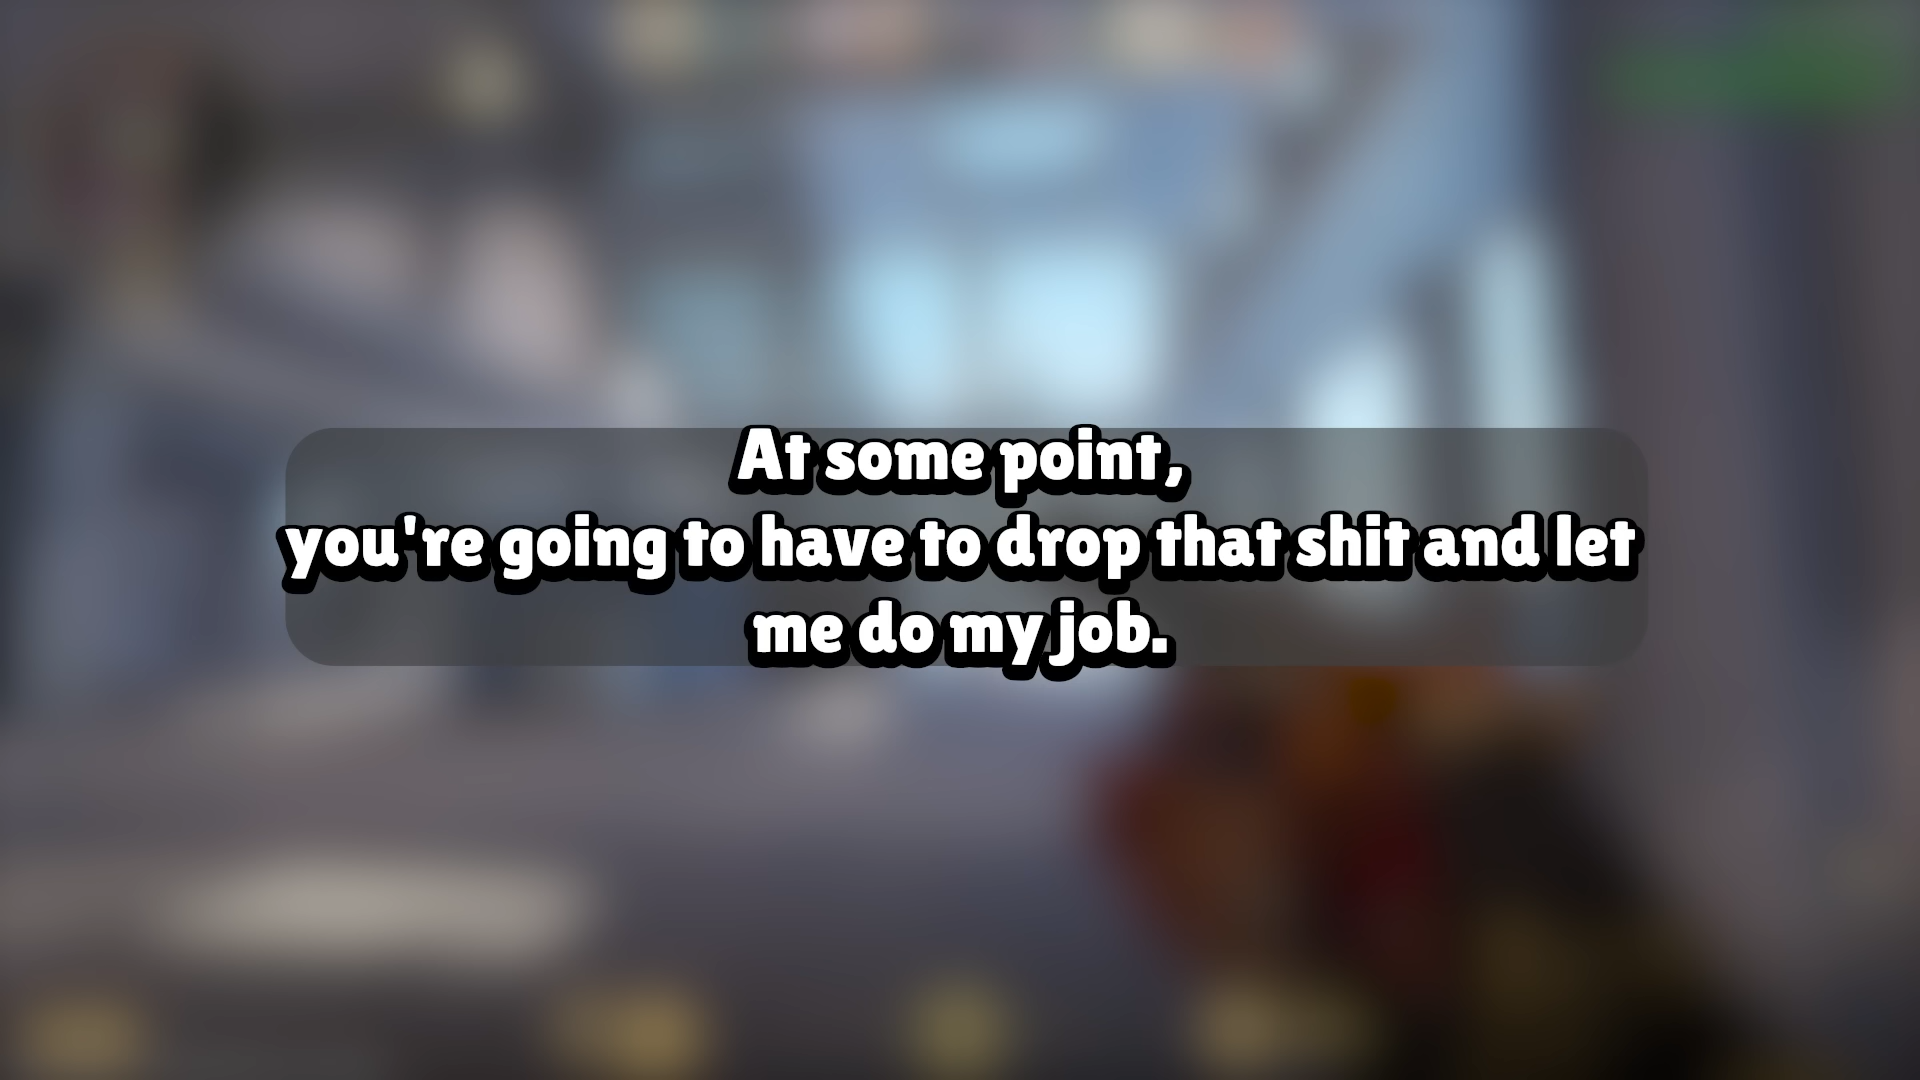 At some point,
you're going to have to drop that shit and let
me do my job.